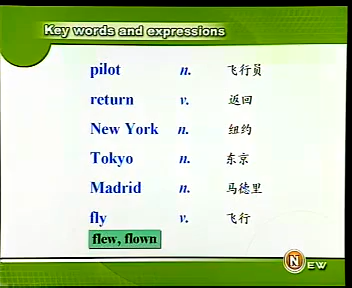 Key words and expressions
pilot n. 飞行员
return v. 返回
New York n. 纽约
Tokyo n. 东京
Madrid n. 马德里
fly v. 飞行
flew, flown
NEW